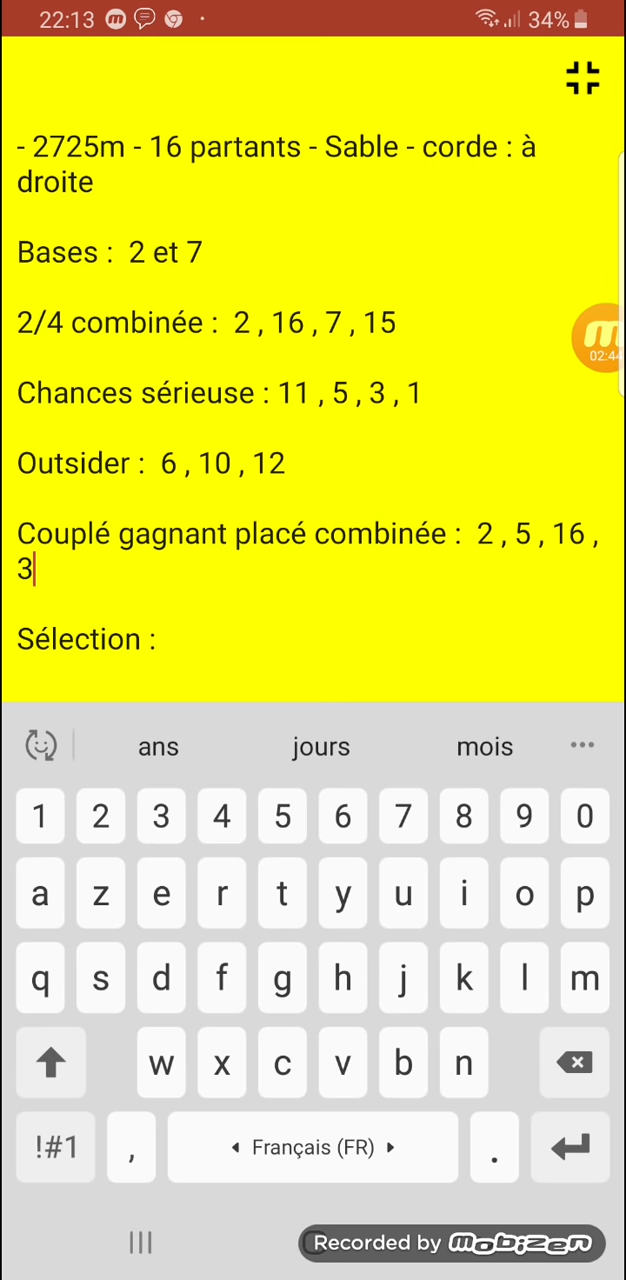 22:13 34%
- 2725m - 16 partants - Sable - corde : à
droite
Bases : 2 et 7
2/4 combinée : 2 , 16 , 7 , 15
02:44
Chances sérieuse : 11 , 5 , 3 , 1
Outsider : 6 , 10 , 12
Couplé gagnant placé combinée : 2 , 5 , 16 ,
3
Sélection :
ans jours mois
1 2 3 4 5 6 7 8 9 0
a z e r t y u i o p
q s d f g h j k l m
w x c v b n
!#1 , Français (FR) .
Recorded by mobizen